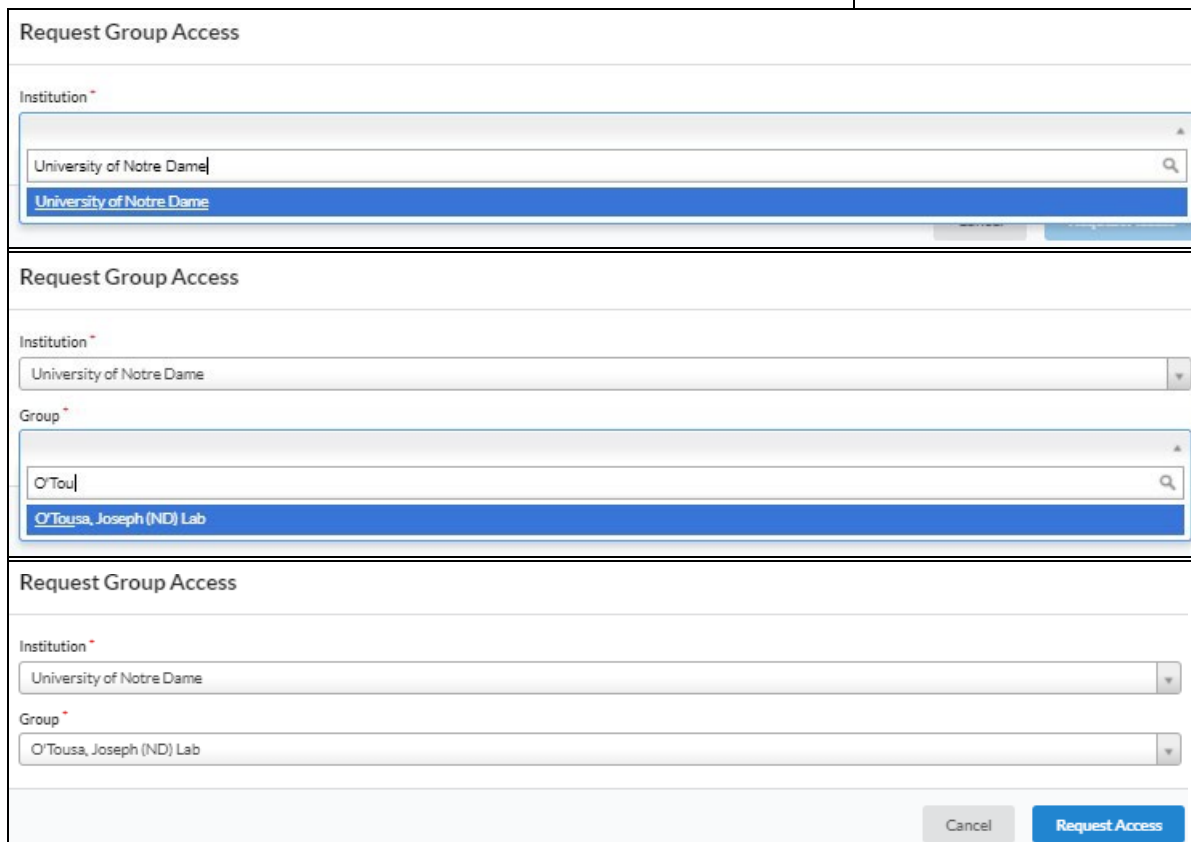 Request Group Access
Institution *
University of Notre Dame
University of Notre Dame
Request Group Access
Institution *
University of Notre Dame
Group *
O'Tou
O'Tousa, Joseph (ND) Lab
Request Group Access
Institution *
University of Notre Dame
Group *
O'Tousa, Joseph (ND) Lab
Cancel Request Access